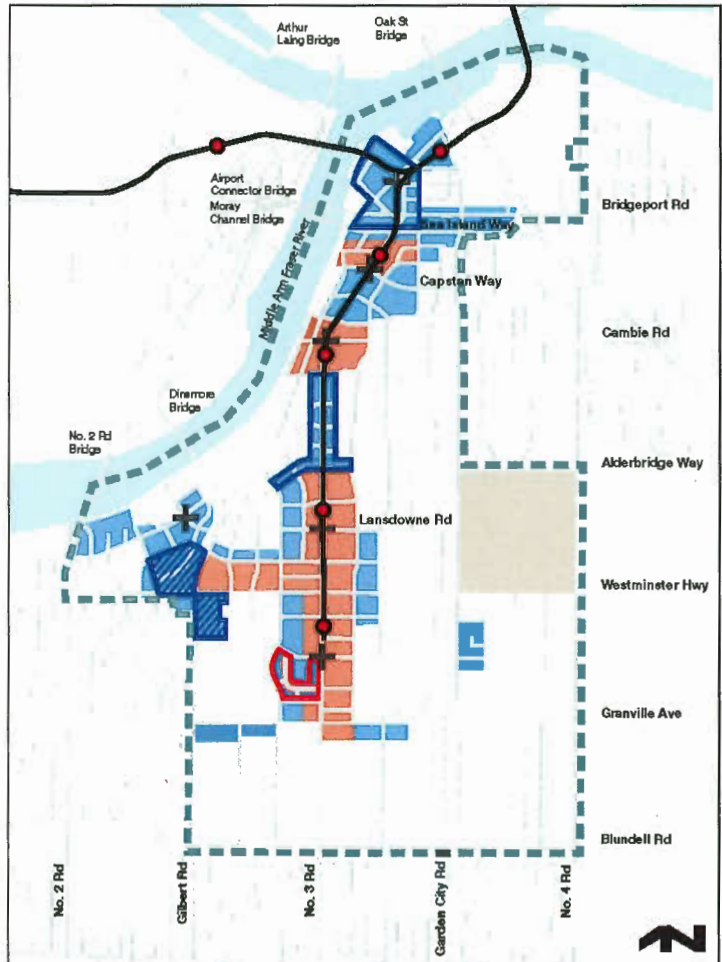 Arthur
Laing Bridge
Oak St
Bridge
Airport
Connector Bridge
Moray
Channel Bridge
Bridgeport Rd
Sea Island Way
Middle Arm Fraser River
Capstan Way
Cambie Rd
Dinsmore
Bridge
No. 2 Rd
Bridge
Alderbridge Way
Lansdowne Rd
Westminster Hwy
Granville Ave
Blundell Rd
No. 2 Rd
Gilbert Rd
No. 3 Rd
Garden City Rd
No. 4 Rd
N